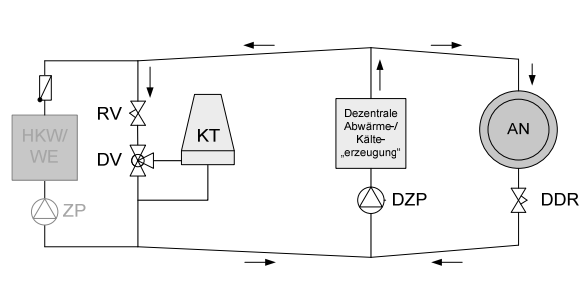 HKW/
WE
ZP
RV
DV
KT
Dezentrale
Abwärme-/
Kälte-
„erzeugung“
DZP
AN
DDR